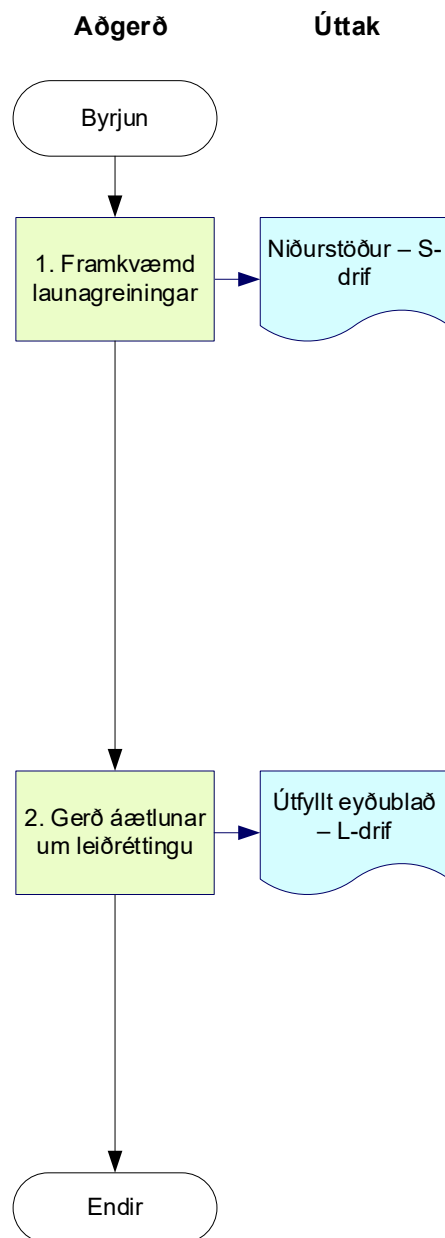 Aðgerð Úttak
Byrjun
1. Framkvæmd
launagreiningar
Niðurstöður – S-
drif
2. Gerð áætlunar
um leiðréttingu
Útfyllt eyðublað
– L-drif
Endir